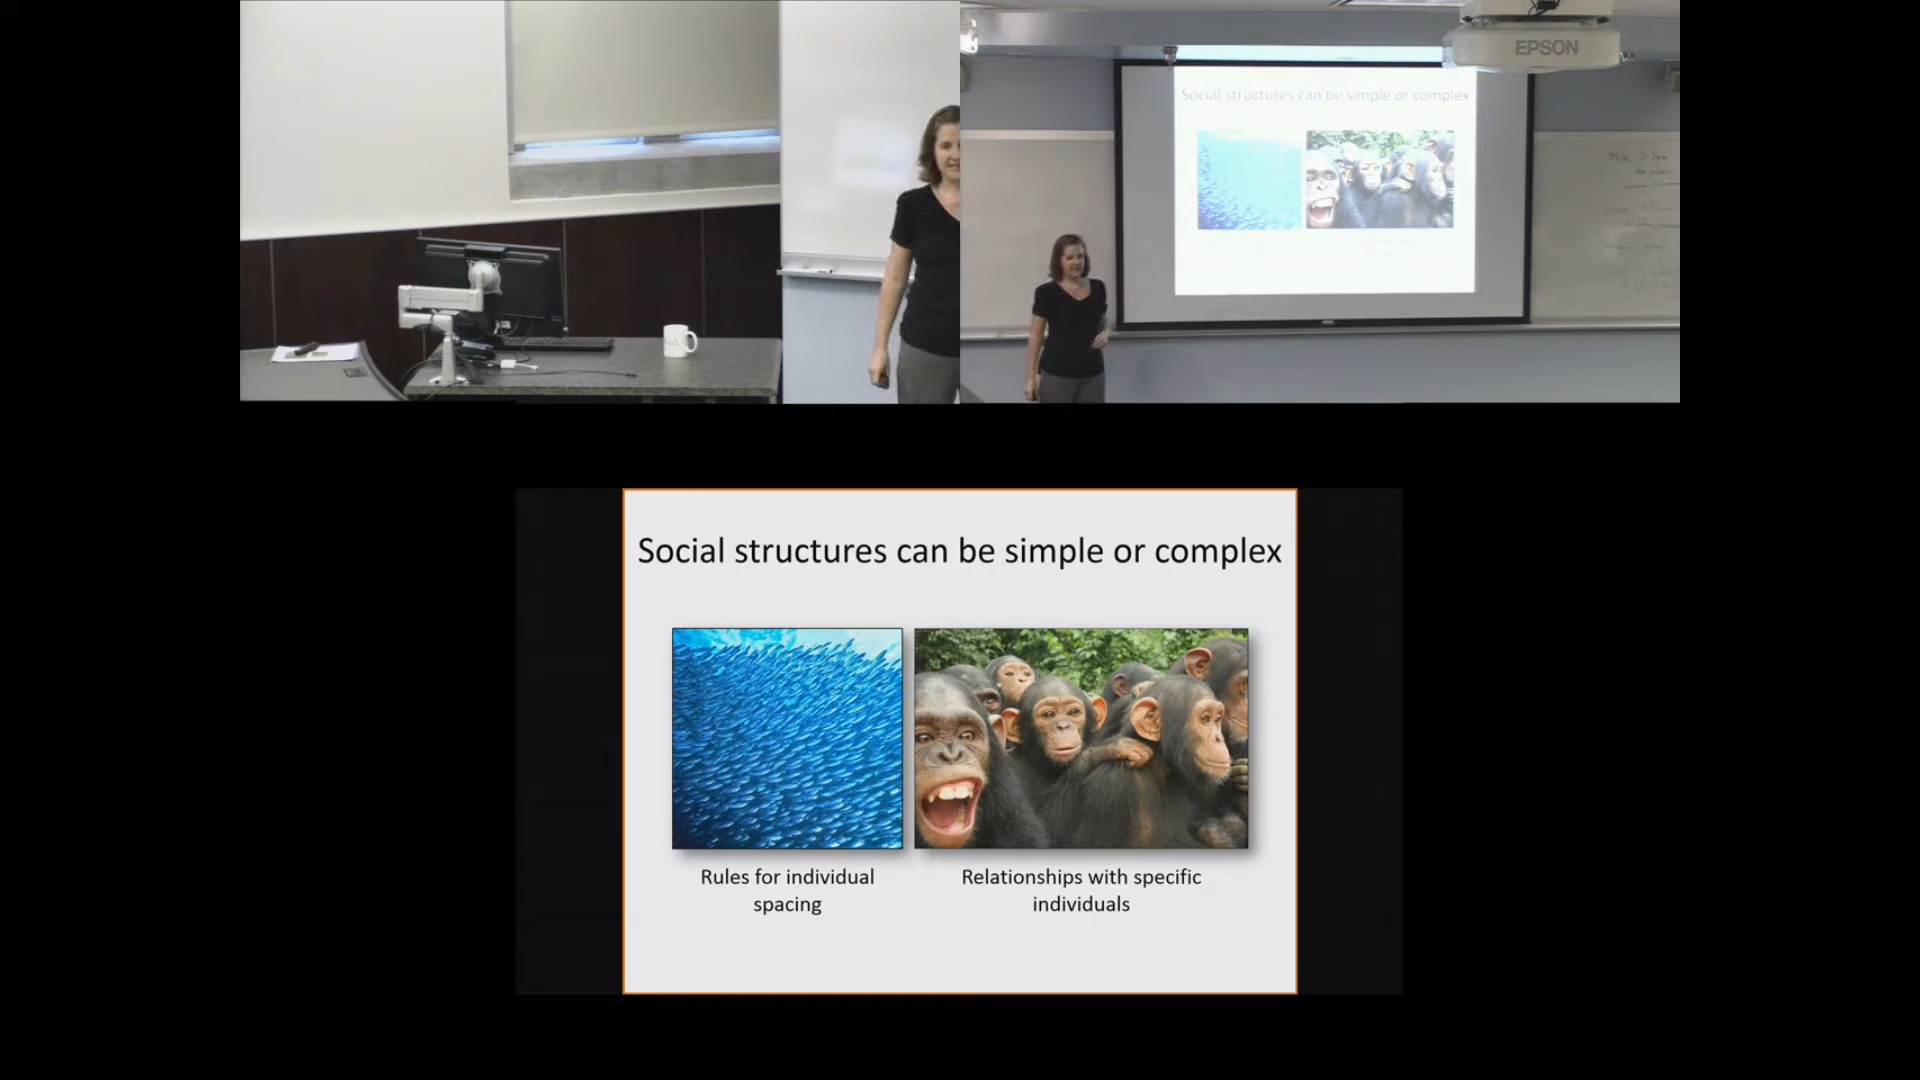 EPSON
Social structures can be simple or complex
Social structures can be simple or complex
Rules for individual
spacing
Relationships with specific
individuals